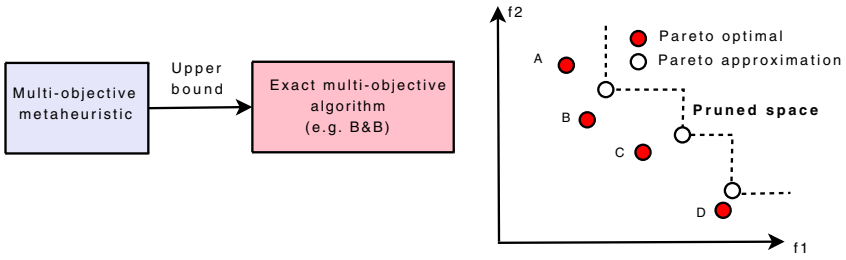 Multi-objective
metaheuristic
Upper
bound
Exact multi-objective
algorithm
(e.g. B&B)
f2
Pareto optimal
Pareto approximation
A
Pruned space
B
C
D
f1